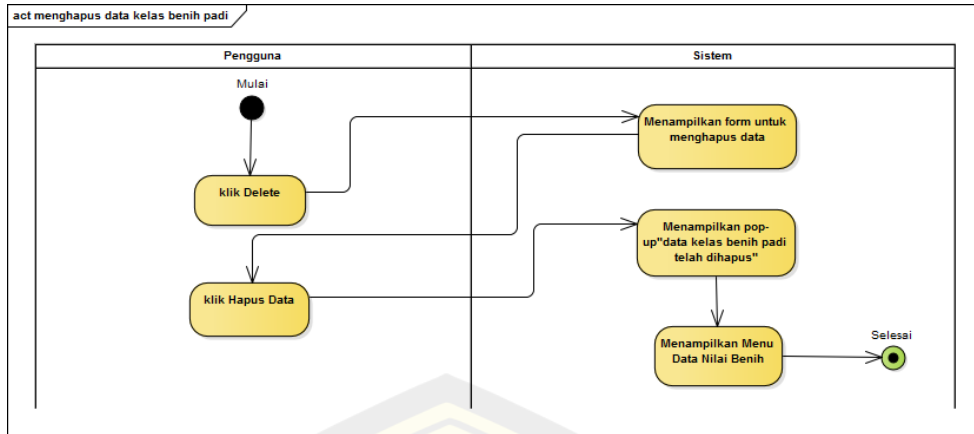 act menghapus data kelas benih padi
Pengguna
Sistem
Mulai
Menampilkan form untuk
menghapus data
klik Delete
Menampilkan pop-
up"data kelas benih padi
telah dihapus"
klik Hapus Data
Menampilkan Menu
Data Nilai Benih
Selesai